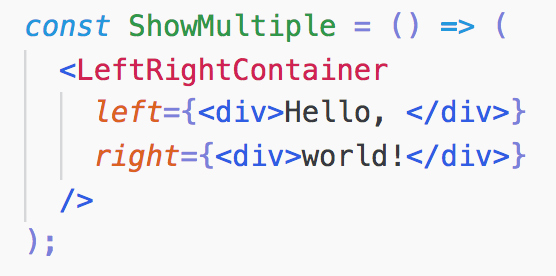 const ShowMultiple = () => (
  <LeftRightContainer
    left={<div>Hello, </div>}
    right={<div>world!</div>}
  />
);